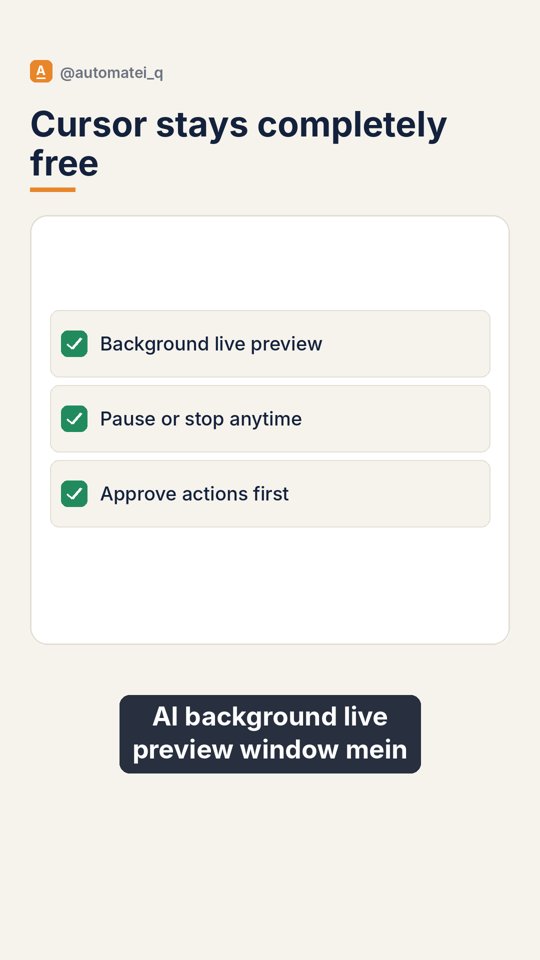 A
@automatei_q
Cursor stays completely
free
Background live preview
Pause or stop anytime
Approve actions first
AI background live
preview window mein